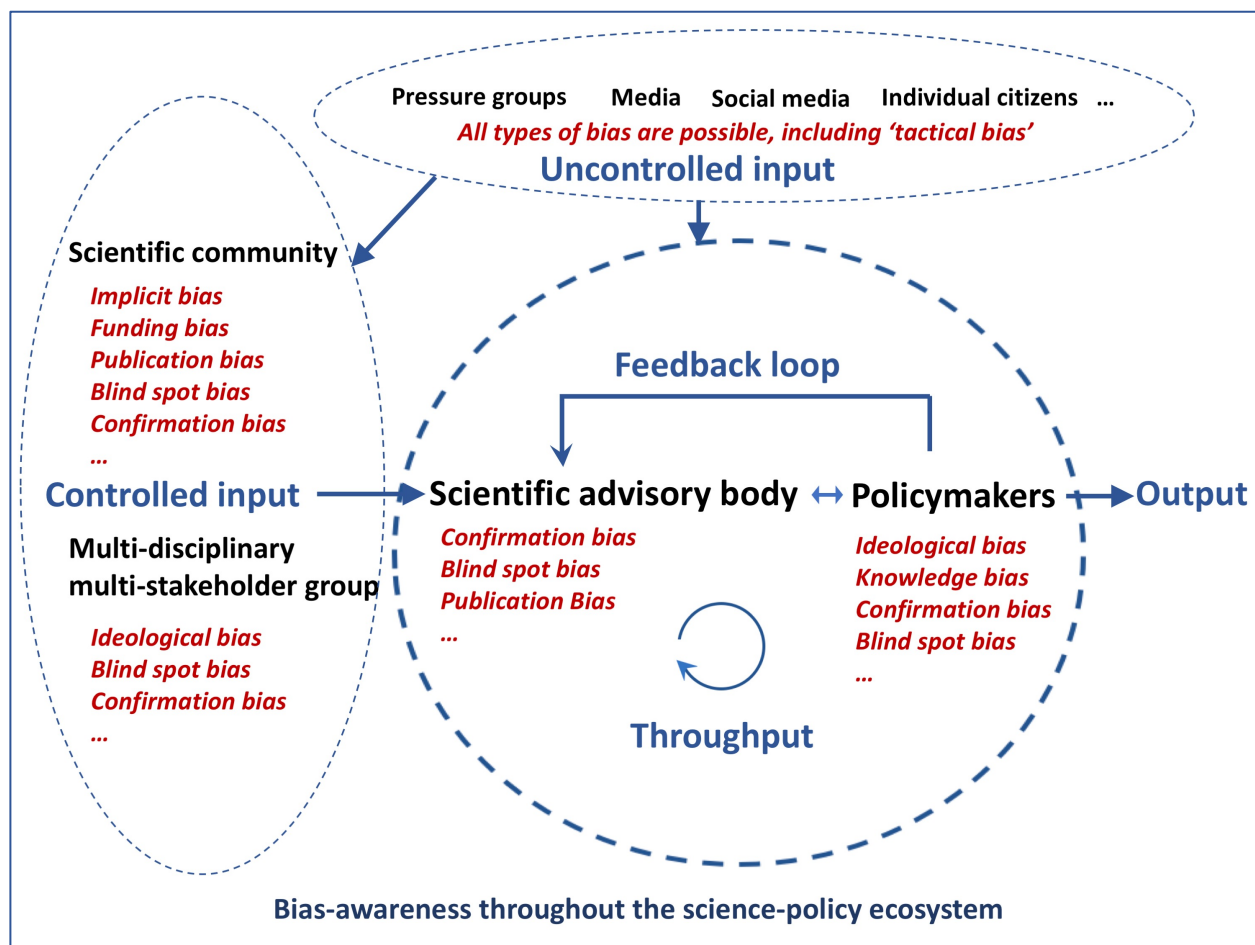 Pressure groups Media Social media Individual citizens ...
All types of bias are possible, including ‘tactical bias’
Uncontrolled input
Scientific community
Implicit bias
Funding bias
Publication bias
Blind spot bias
Confirmation bias
...
Controlled input
Multi-disciplinary
multi-stakeholder group
Ideological bias
Blind spot bias
Confirmation bias
...
Feedback loop
Scientific advisory body
Confirmation bias
Blind spot bias
Publication Bias
...
Policymakers
Ideological bias
Knowledge bias
Confirmation bias
Blind spot bias
...
Throughput
Output
Bias-awareness throughout the science-policy ecosystem